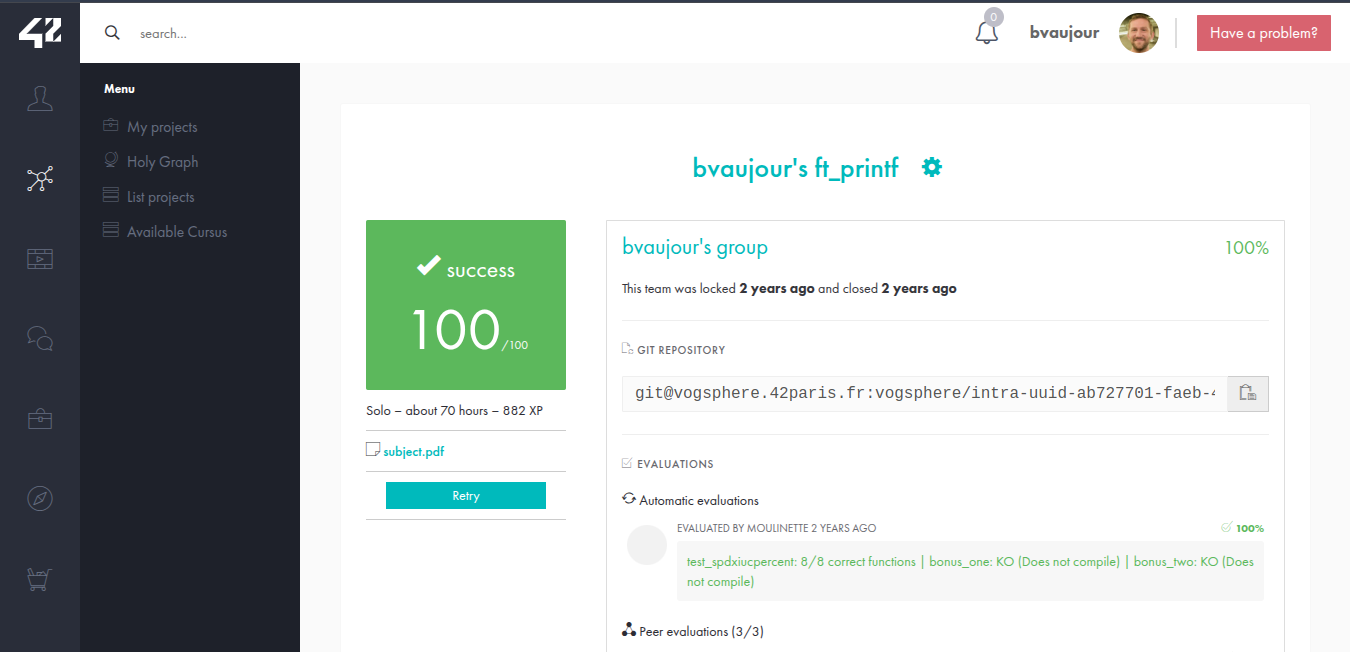 42
search...
0
bvaujour
Have a problem?
Menu
My projects
Holy Graph
List projects
Available Cursus
bvaujour's ft_printf
success
100/100
Solo – about 70 hours – 882 XP
subject.pdf
Retry
bvaujour's group
100%
This team was locked 2 years ago and closed 2 years ago
GIT REPOSITORY
git@vogsphere.42paris.fr:vogsphere/intra-uuid-ab727701-faeb-4
EVALUATIONS
Automatic evaluations
EVALUATED BY MOULINETTE 2 YEARS AGO
100%
test_spdxiucpercent: 8/8 correct functions | bonus_one: KO (Does not compile) | bonus_two: KO (Does
not compile)
Peer evaluations (3/3)